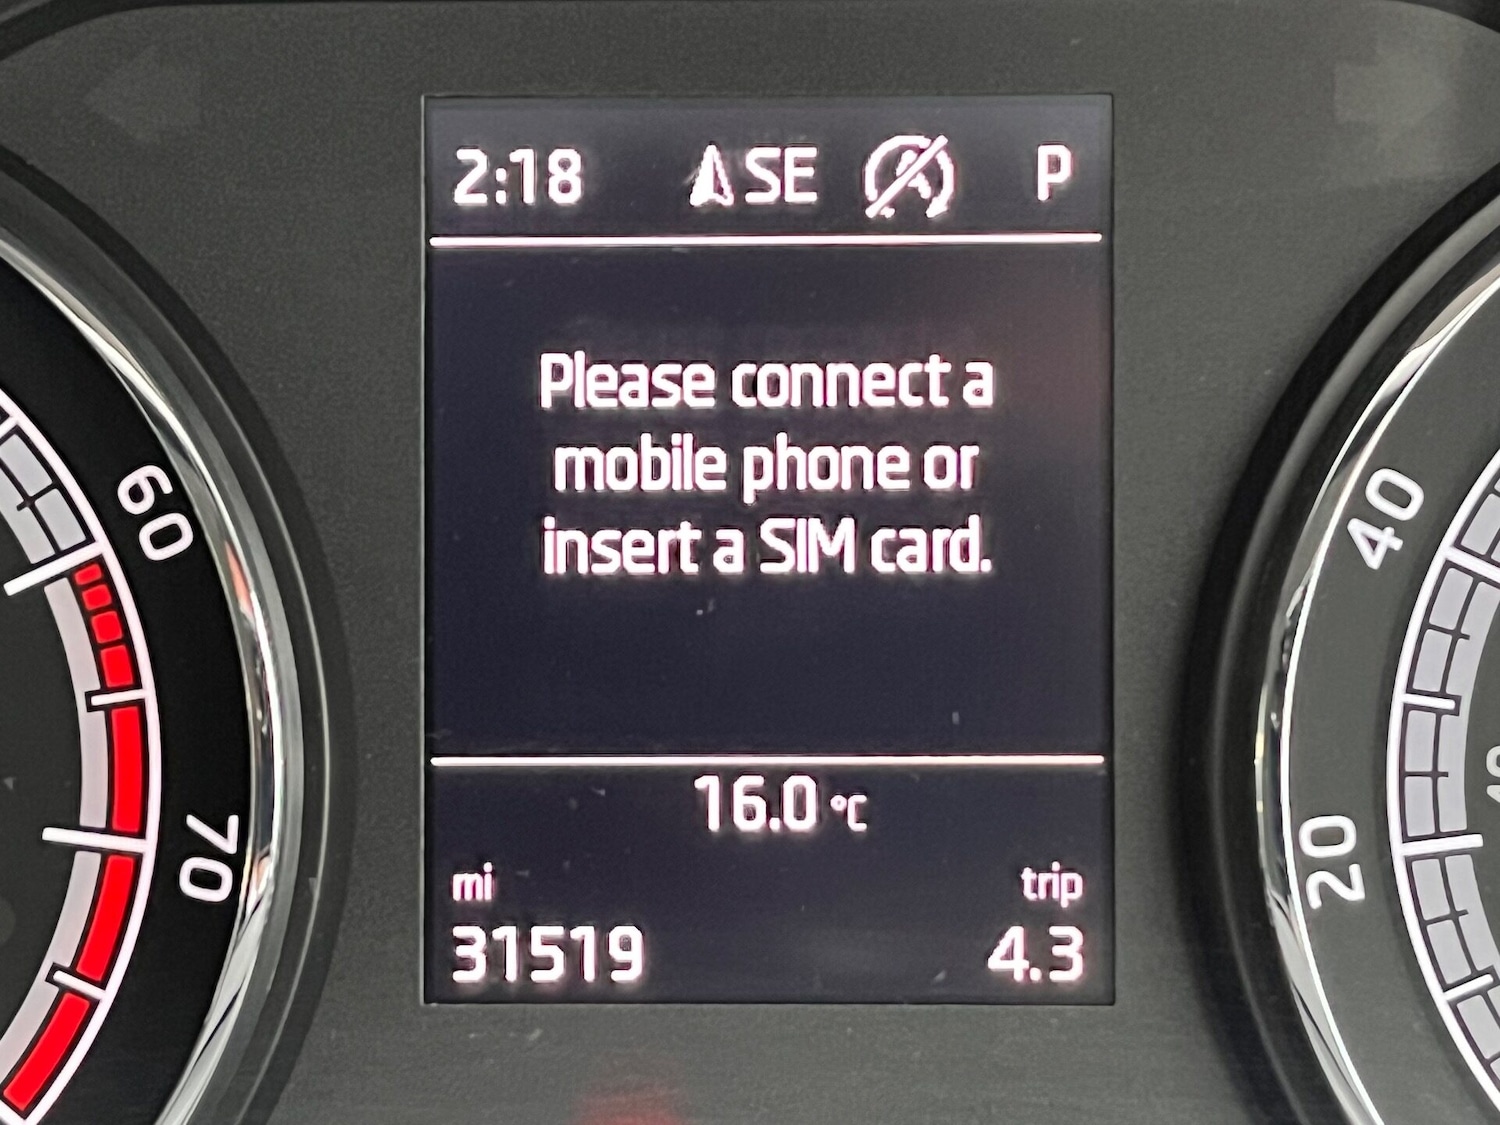 2:18 SE P
Please connect a
mobile phone or
insert a SIM card.
16.0 °C
mi trip
31519 4.3
60
70
40
20